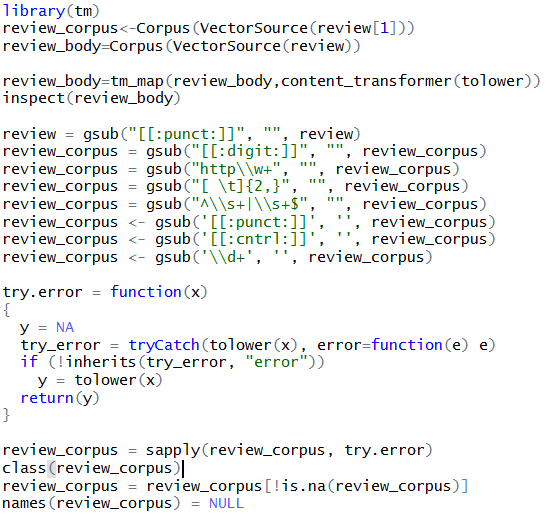 library(tm)
review_corpus<-Corpus(VectorSource(review[1]))
review_body=Corpus(VectorSource(review))

review_body=tm_map(review_body,content_transformer(tolower))
inspect(review_body)

review = gsub("[[:punct:]]", "", review)
review_corpus = gsub("[[:digit:]]", "", review_corpus)
review_corpus = gsub("http\\w+", "", review_corpus)
review_corpus = gsub("[ \t]{2,}", "", review_corpus)
review_corpus = gsub("^\\s+|\\s+$", "", review_corpus)
review_corpus <- gsub('[[:punct:]]', '', review_corpus)
review_corpus <- gsub('[[:cntrl:]]', '', review_corpus)
review_corpus <- gsub('\\d+', '', review_corpus)

try.error = function(x)
{
  y = NA
  try_error = tryCatch(tolower(x), error=function(e) e)
  if (!inherits(try_error, "error"))
    y = tolower(x)
  return(y)
}

review_corpus = sapply(review_corpus, try.error)
class(review_corpus)
review_corpus = review_corpus[!is.na(review_corpus)]
names(review_corpus) = NULL